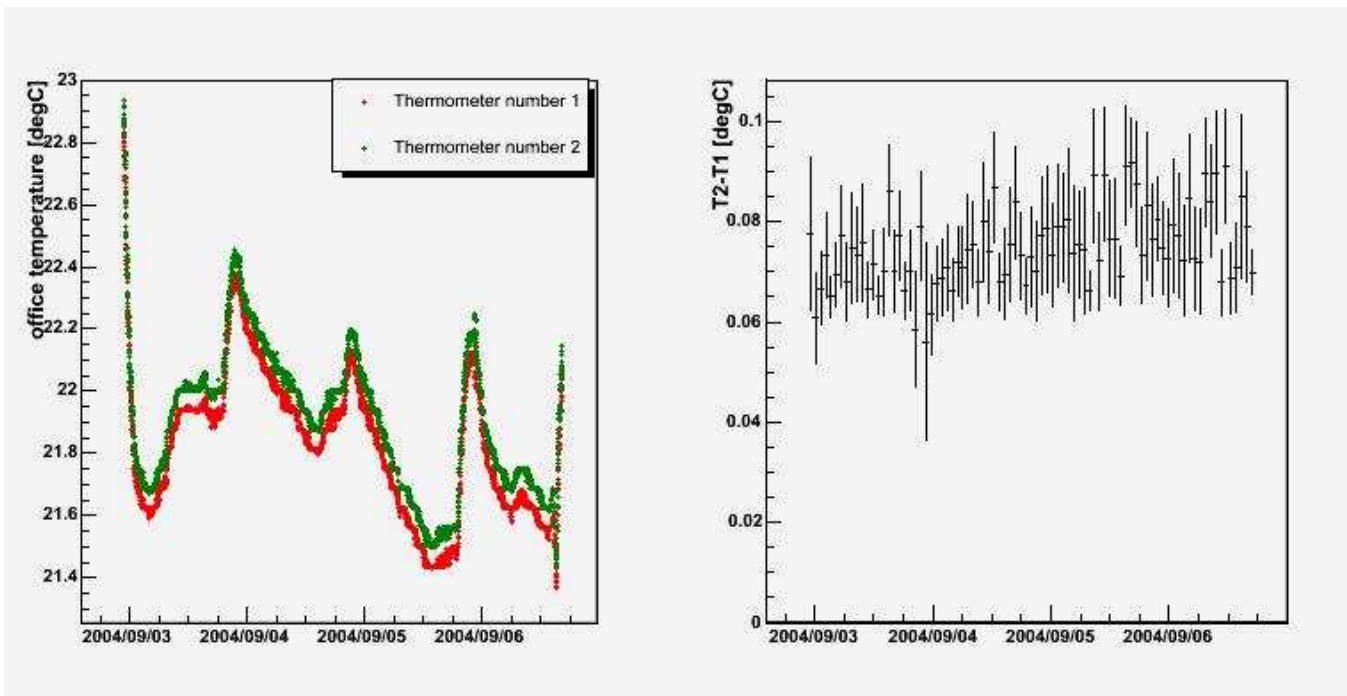 office temperature [degC]
23
22.8
22.6
22.4
22.2
22
21.8
21.6
21.4
Thermometer number 1
Thermometer number 2
2004/09/03 2004/09/04 2004/09/05 2004/09/06
T2-T1 [degC]
0.1
0.08
0.06
0.04
0.02
0
2004/09/03 2004/09/04 2004/09/05 2004/09/06